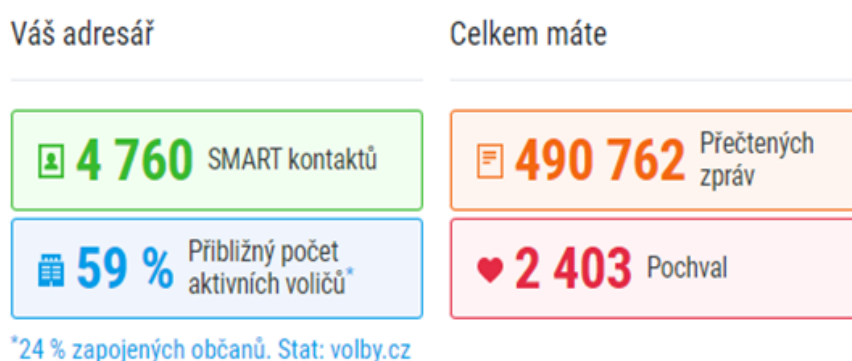 Váš adresář
4 760 SMART kontaktů
59 % Přibližný počet
aktivních voličů*
*24 % zapojených občanů. Stat: volby.cz
Celkem máte
490 762 Přečtených
zpráv
2 403 Pochval